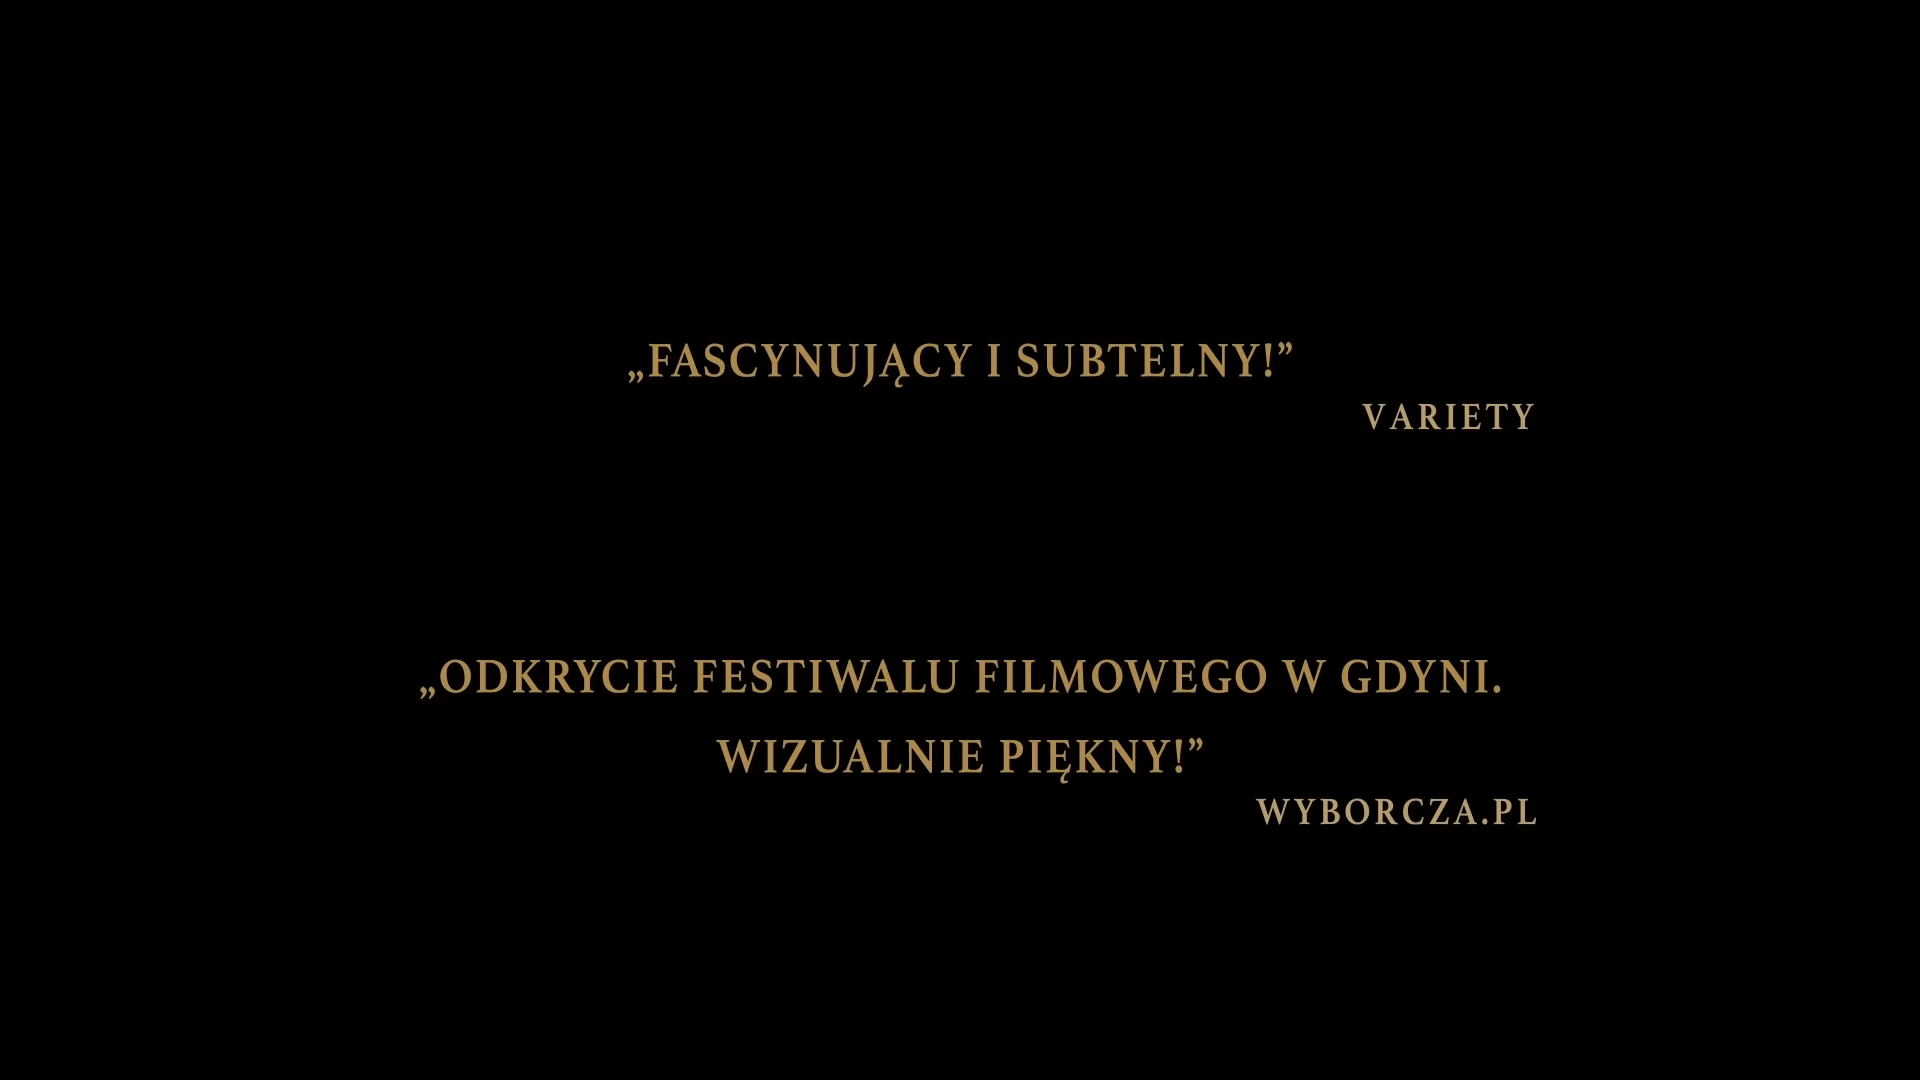 „FASCYNUJĄCY I SUBTELNY!”
VARIETY
„ODKRYCIE FESTIWALU FILMOWEGO W GDYNI.
WIZUALNIE PIĘKNY!”
WYBORCZA.PL